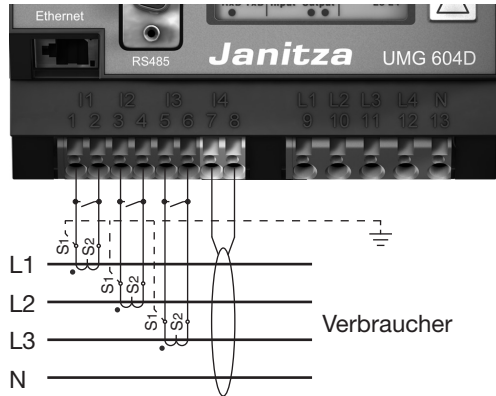 Ethernet
RS485
Janitza UMG 604D
I1 I2 I3 I4 L1 L2 L3 L4 N
1 2 3 4 5 6 7 8 9 10 11 12 13
S1 S2
S1 S2
S1 S2
L1
L2
L3
N
Verbraucher